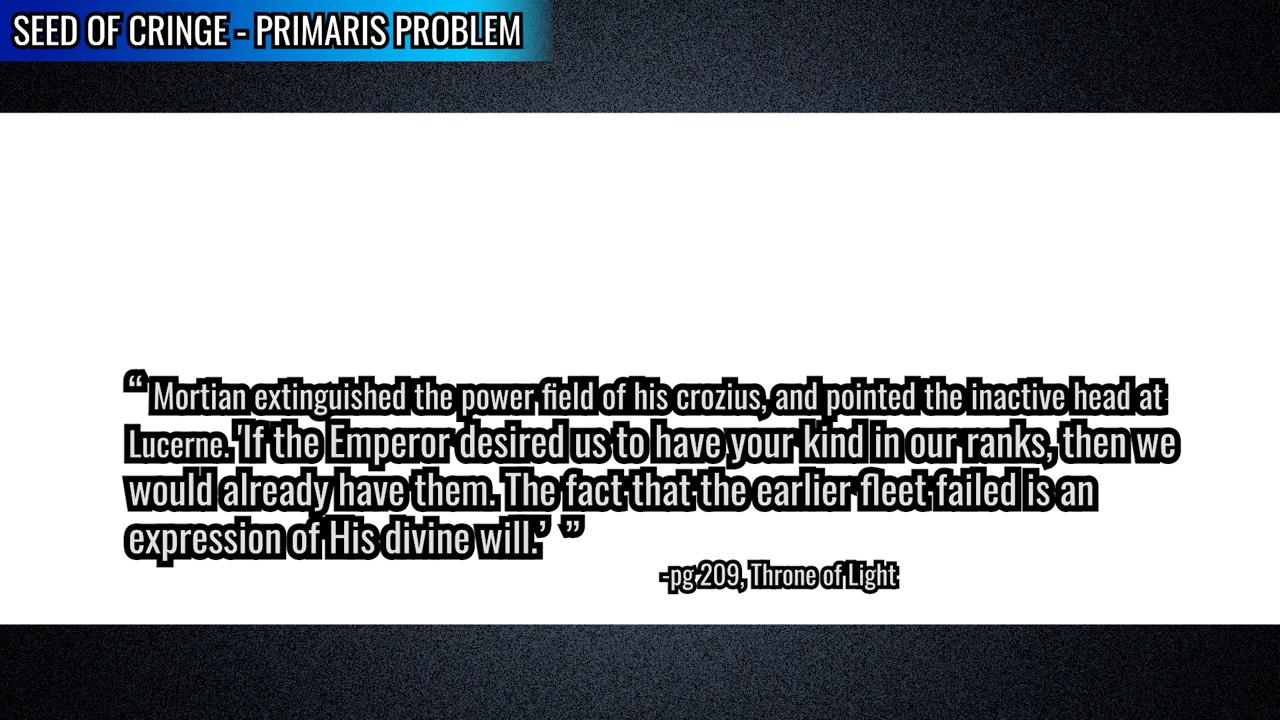 SEED OF CRINGE - PRIMARIS PROBLEM
“ Mortian extinguished the power field of his crozius, and pointed the inactive head at
Lucerne. 'If the Emperor desired us to have your kind in our ranks, then we
would already have them. The fact that the earlier fleet failed is an
expression of His divine will.’ ”
-pg 209, Throne of Light